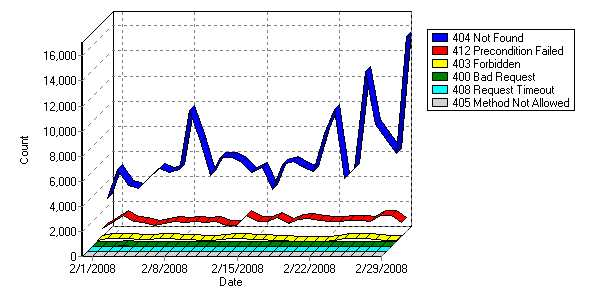 16,000
14,000
12,000
10,000
8,000
6,000
4,000
2,000
0
Count
2/1/2008
2/8/2008
2/15/2008
2/22/2008
2/29/2008
Date
404 Not Found
412 Precondition Failed
403 Forbidden
400 Bad Request
408 Request Timeout
405 Method Not Allowed